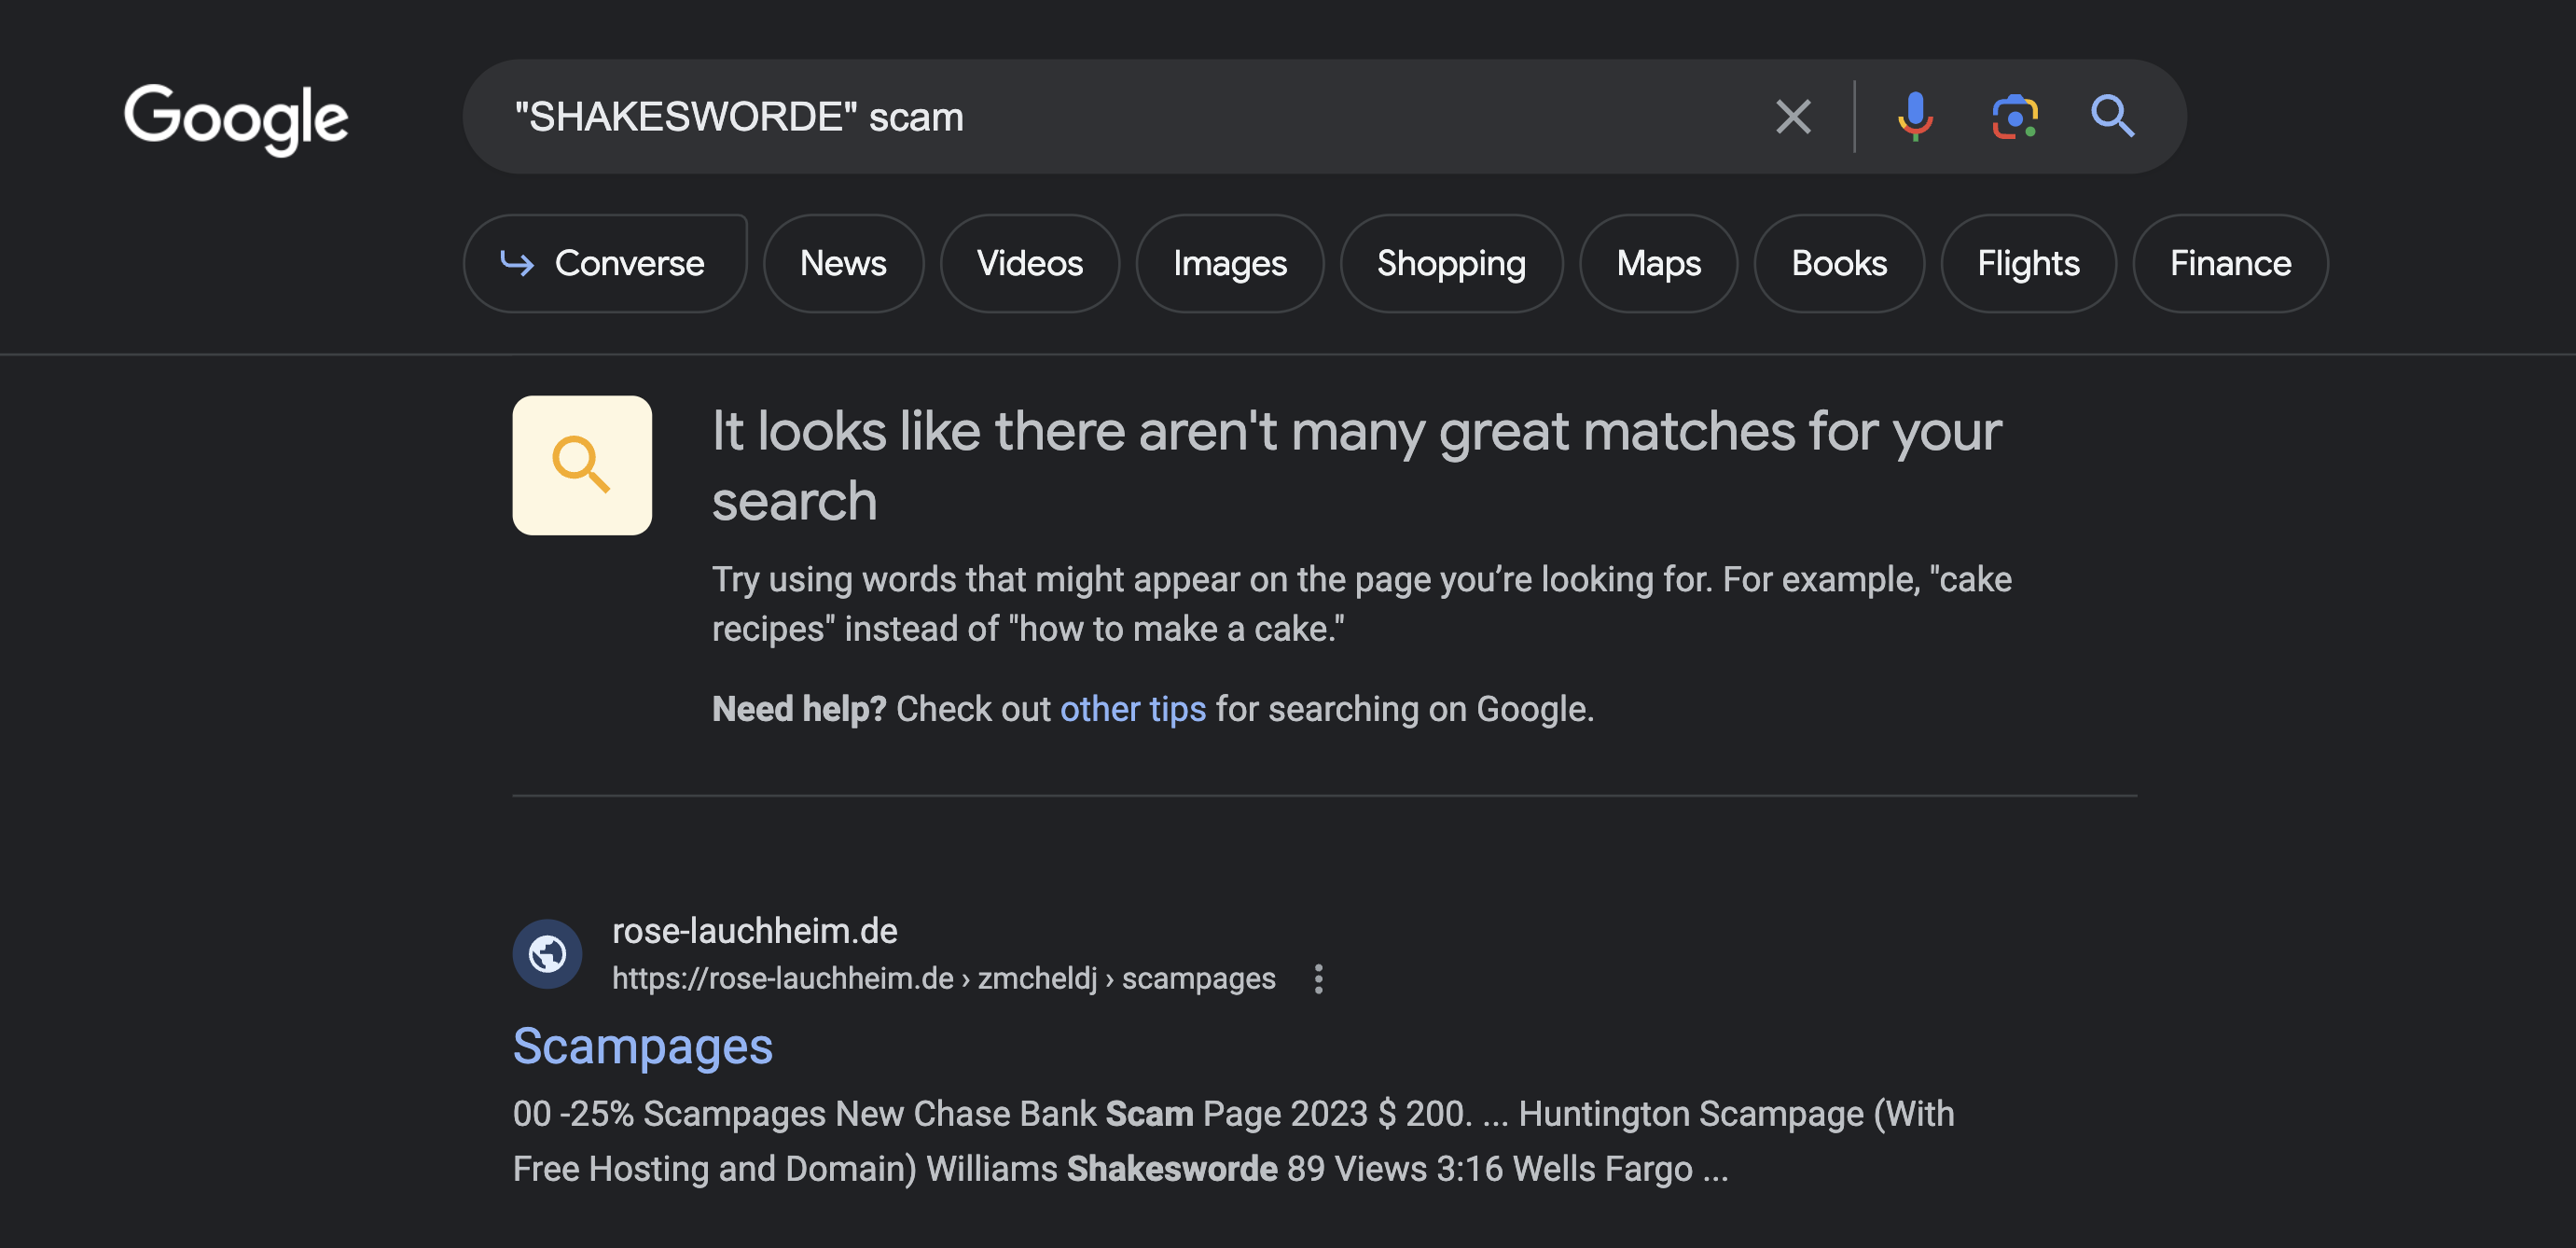 Google
"SHAKESWORDE" scam
Converse
News
Videos
Images
Shopping
Maps
Books
Flights
Finance
It looks like there aren't many great matches for your
search
Try using words that might appear on the page you’re looking for. For example, "cake
recipes" instead of "how to make a cake."
Need help? Check out other tips for searching on Google.
rose-lauchheim.de
https://rose-lauchheim.de › zmcheldj › scampages
Scampages
00 -25% Scampages New Chase Bank Scam Page 2023 $ 200. ... Huntington Scampage (With
Free Hosting and Domain) Williams Shakesworde 89 Views 3:16 Wells Fargo ...